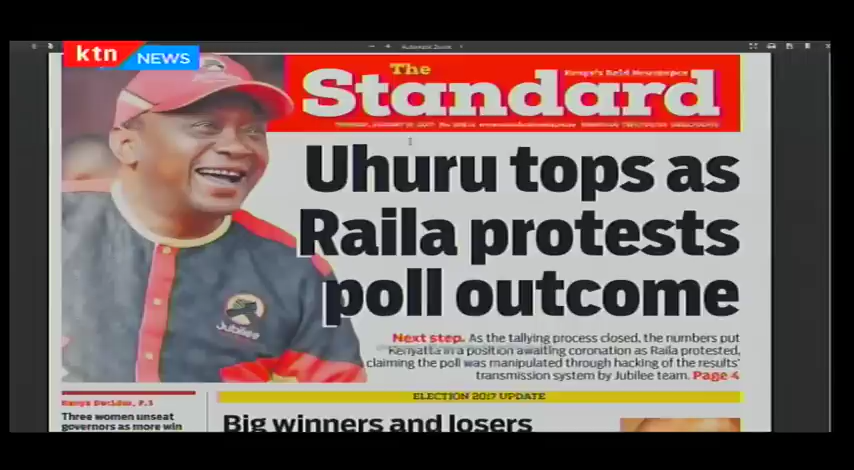 ktn NEWS
The
Standard
Kenya's Bold Newspaper
Uhuru tops as
Raila protests
poll outcome
Jubilee
Next step. As the tallying process closed, the numbers put
Kenyatta in a position awaiting coronation as Raila protested,
claiming the poll was manipulated through hacking of the results'
transmission system by Jubilee team. Page 4
ELECTION 2017 UPDATE
Kenya Decides, P.3
Three women unseat
governors as more win
Big winners and losers